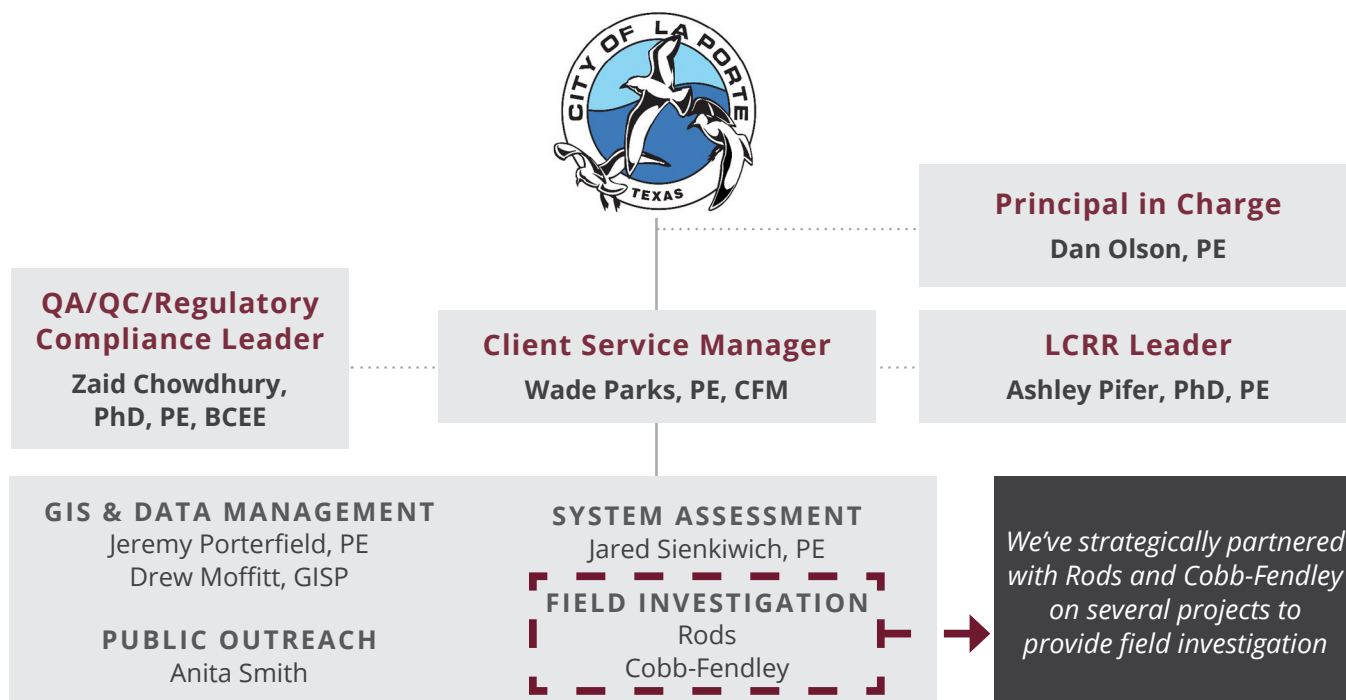 CITY OF LA PORTE
TEXAS
Principal in Charge
Dan Olson, PE
QA/QC/Regulatory
Compliance Leader
Zaid Chowdhury,
PhD, PE, BCEE
Client Service Manager
Wade Parks, PE, CFM
LCRR Leader
Ashley Pifer, PhD, PE
GIS & DATA MANAGEMENT
Jeremy Porterfield, PE
Drew Moffitt, GISP
PUBLIC OUTREACH
Anita Smith
SYSTEM ASSESSMENT
Jared Sienkiwich, PE
FIELD INVESTIGATION
Rods
Cobb-Fendley
We've strategically partnered
with Rods and Cobb-Fendley
on several projects to
provide field investigation